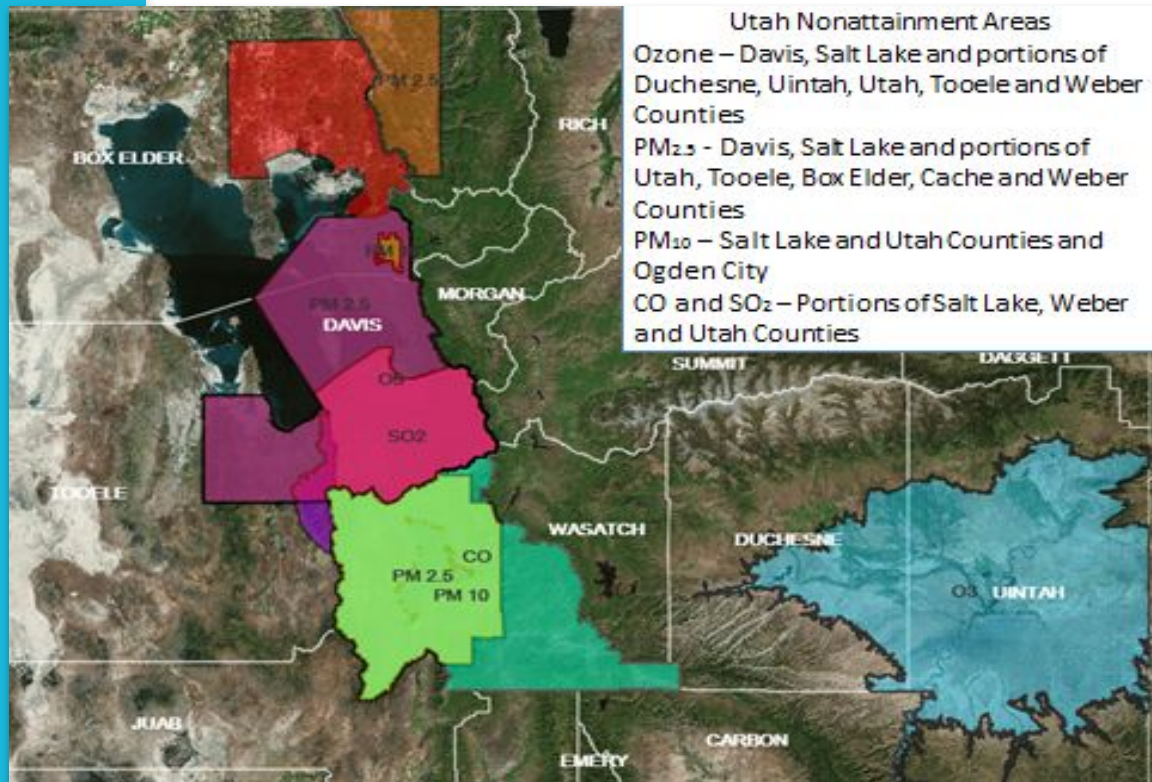 Utah Nonattainment Areas
Ozone – Davis, Salt Lake and portions of
Duchesne, Uintah, Utah, Tooele and Weber
Counties
PM2.5 - Davis, Salt Lake and portions of
Utah, Tooele, Box Elder, Cache and Weber
Counties
PM10 – Salt Lake and Utah Counties and
Ogden City
CO and SO2 – Portions of Salt Lake, Weber
and Utah Counties
PM 2.5
RICH
BOX ELDER
MORGAN
PM 2.5
DAVIS
SUMMIT
DAGGETT
SO2
TOOELE
WASATCH
DUCHESNE
CO
PM 2.5
PM 10
O3 UINTAH
JUAB
CARBON
EMERY